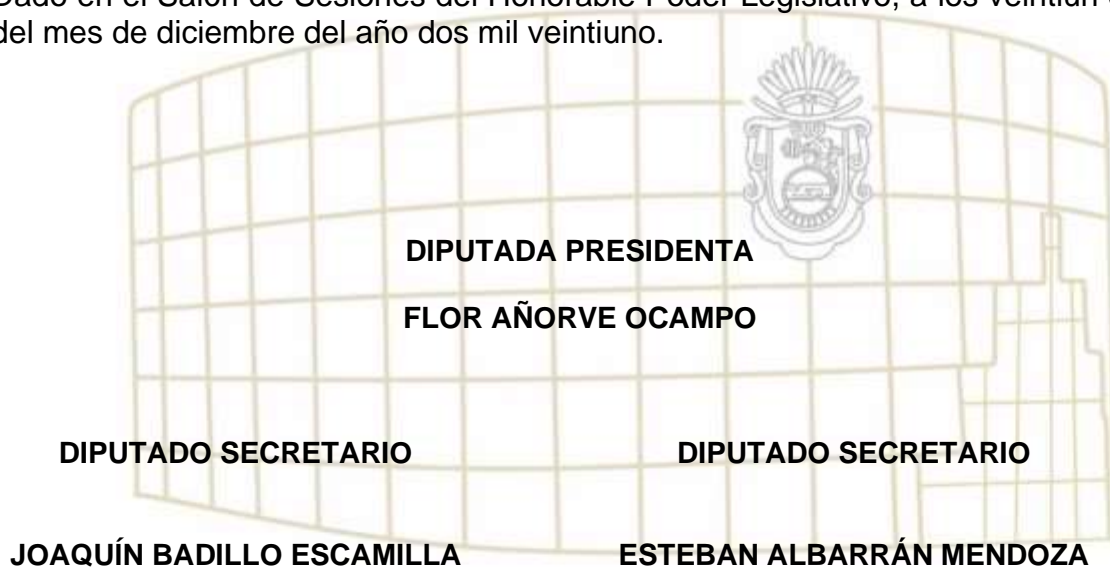 Dado en el Salón de Sesiones del Honorable Poder Legislativo, a los veintiún
del mes de diciembre del año dos mil veintiuno.
DIPUTADA PRESIDENTA
FLOR AÑORVE OCAMPO
DIPUTADO SECRETARIO DIPUTADO SECRETARIO
JOAQUÍN BADILLO ESCAMILLA ESTEBAN ALBARRÁN MENDOZA